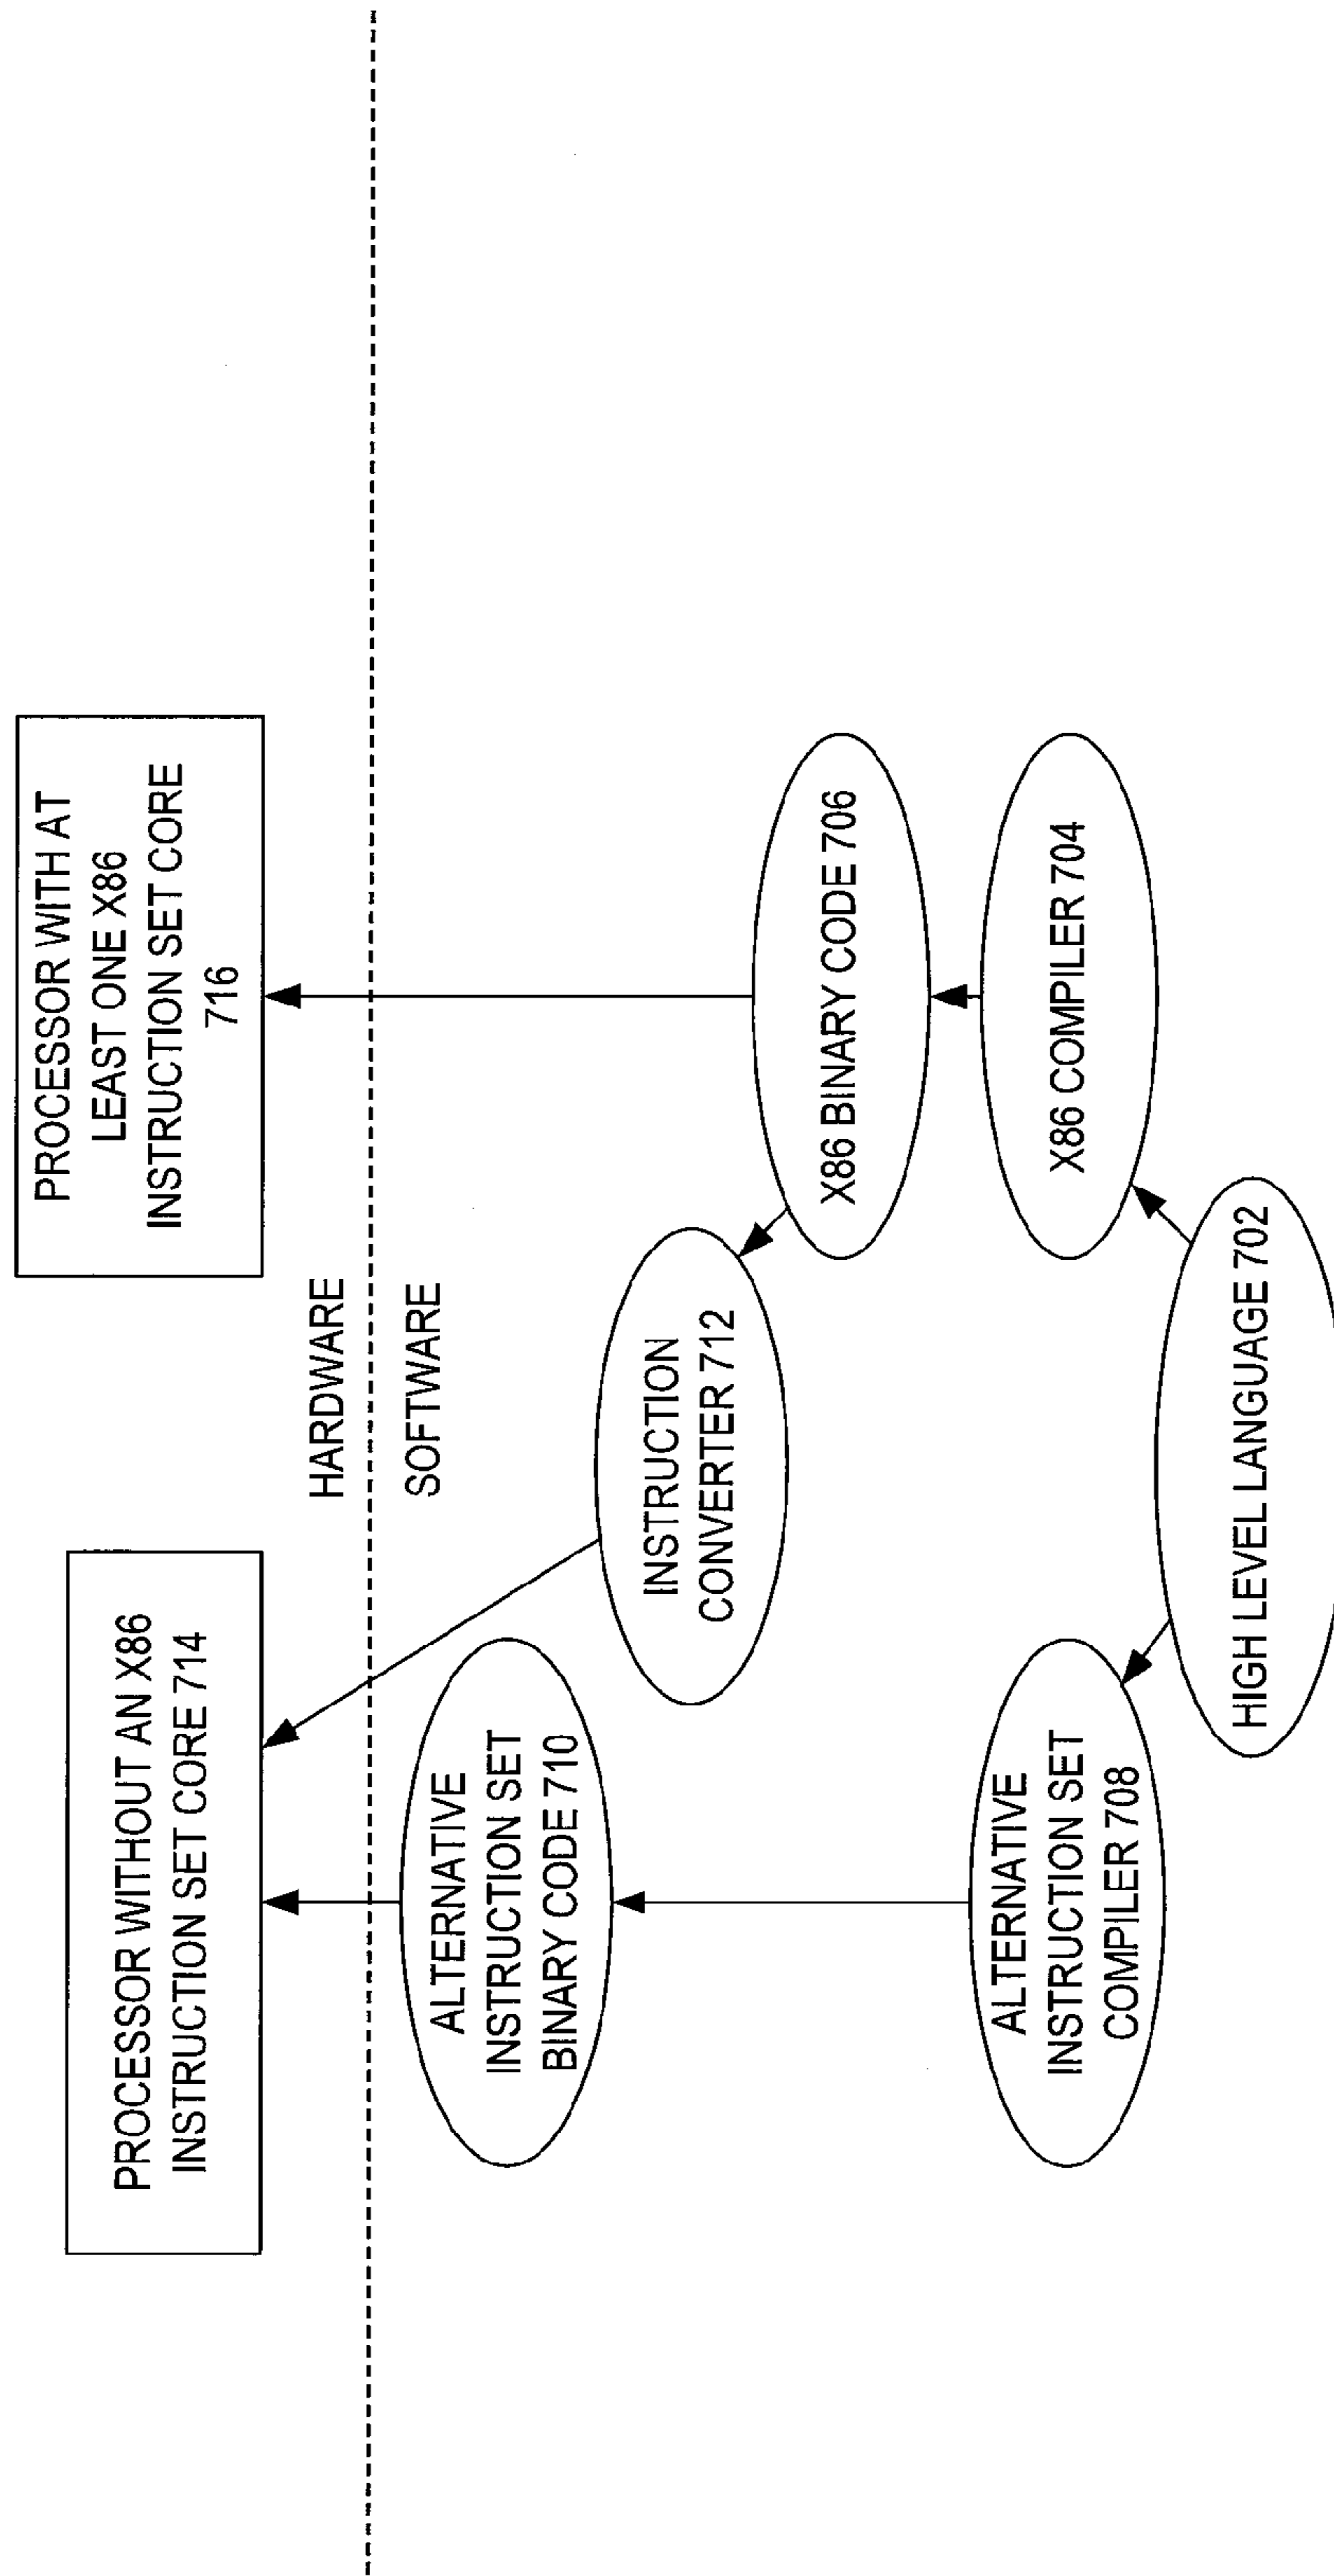 PROCESSOR WITHOUT AN X86
INSTRUCTION SET CORE 714
PROCESSOR WITH AT
LEAST ONE X86
INSTRUCTION SET CORE
716
HARDWARE
SOFTWARE
ALTERNATIVE
INSTRUCTION SET
BINARY CODE 710
INSTRUCTION
CONVERTER 712
X86 BINARY CODE 706
ALTERNATIVE
INSTRUCTION SET
COMPILER 708
X86 COMPILER 704
HIGH LEVEL LANGUAGE 702